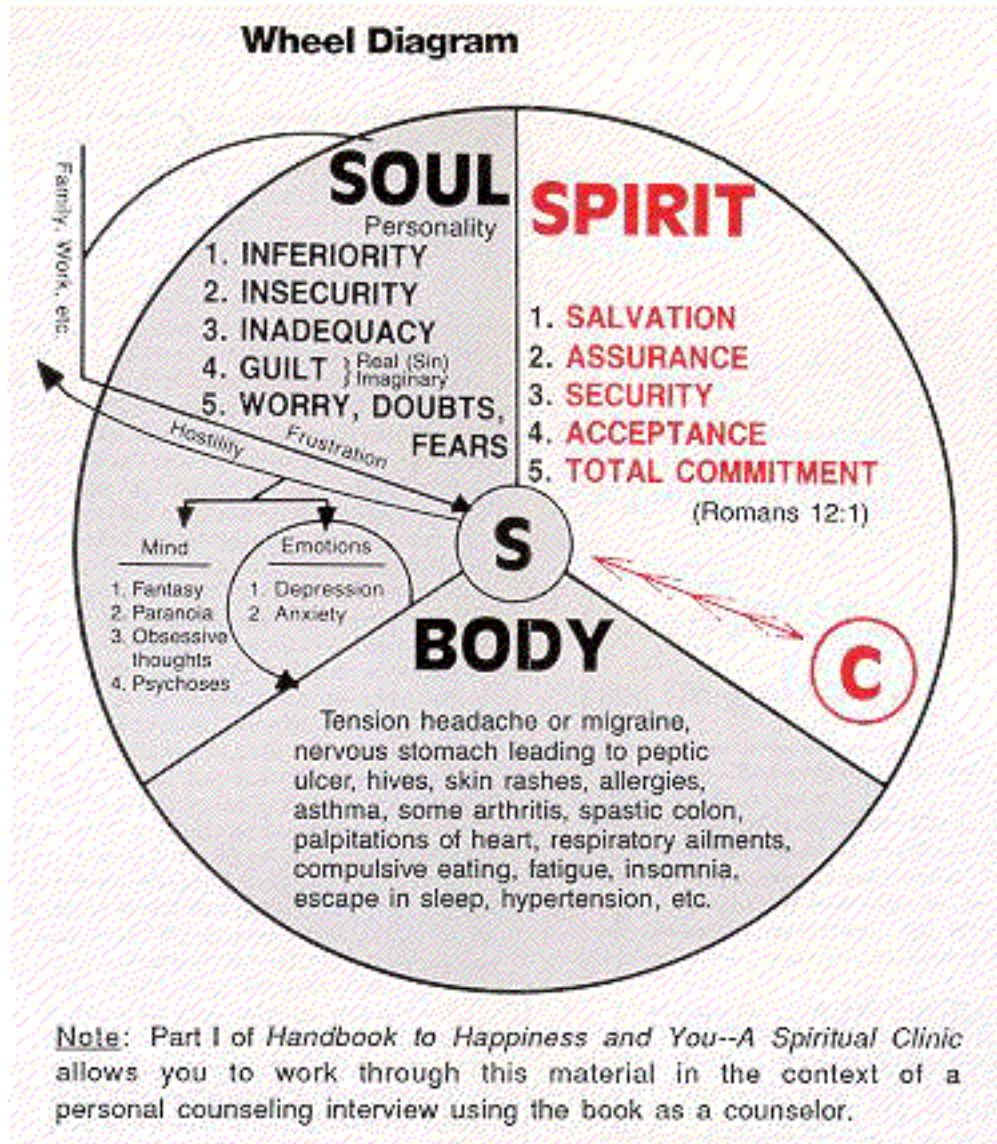 Wheel Diagram
SOUL
Personality
1. INFERIORITY
2. INSECURITY
3. INADEQUACY
4. GUILT } Real (Sin)
Imaginary
5. WORRY, DOUBTS,
FEARS
SPIRIT
1. SALVATION
2. ASSURANCE
3. SECURITY
4. ACCEPTANCE
5. TOTAL COMMITMENT
(Romans 12:1)
Family, Work, etc.
Hostility
Frustration
Mind
1. Fantasy
2. Paranoia
3. Obsessive
thoughts
4. Psychoses
Emotions
1. Depression
2. Anxiety
S
C
BODY
Tension headache or migraine,
nervous stomach leading to peptic
ulcer, hives, skin rashes, allergies,
asthma, some arthritis, spastic colon,
palpitations of heart, respiratory ailments,
compulsive eating, fatigue, insomnia,
escape in sleep, hypertension, etc.
Note: Part I of Handbook to Happiness and You--A Spiritual Clinic
allows you to work through this material in the context of a
personal counseling interview using the book as a counselor.